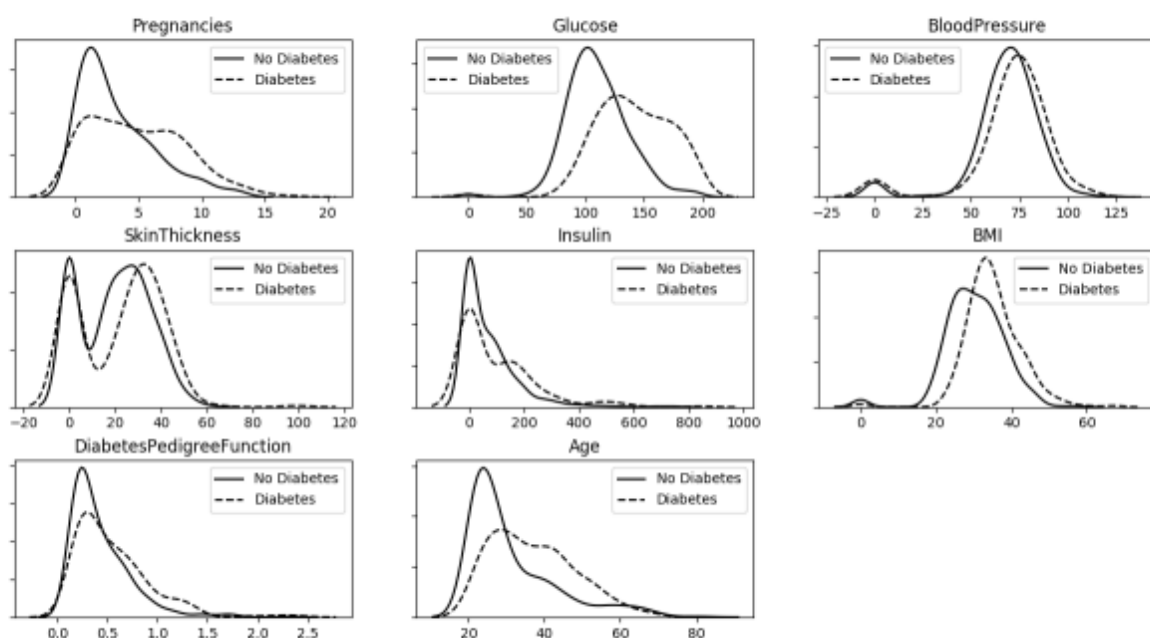 Pregnancies
No Diabetes
Diabetes
0 5 10 15 20
Glucose
No Diabetes
Diabetes
0 50 100 150 200
BloodPressure
No Diabetes
Diabetes
−25 0 25 50 75 100 125
SkinThickness
No Diabetes
Diabetes
−20 0 20 40 60 80 100 120
Insulin
No Diabetes
Diabetes
0 200 400 600 800 1000
BMI
No Diabetes
Diabetes
0 20 40 60
DiabetesPedigreeFunction
No Diabetes
Diabetes
0.0 0.5 1.0 1.5 2.0 2.5
Age
No Diabetes
Diabetes
20 40 60 80